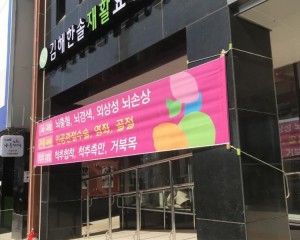 김해한솔재활요
뇌출혈, 뇌경색, 외상성 뇌손상
인공관절수술, 염좌, 골절
척추협착, 척추측만, 거북목